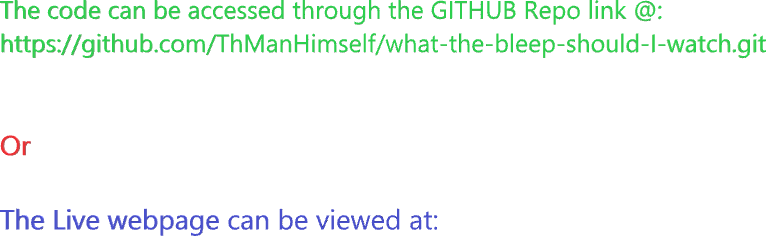 The code can be accessed through the GITHUB Repo link @:
https://github.com/ThManHimself/what-the-bleep-should-I-watch.git
Or
The Live webpage can be viewed at: